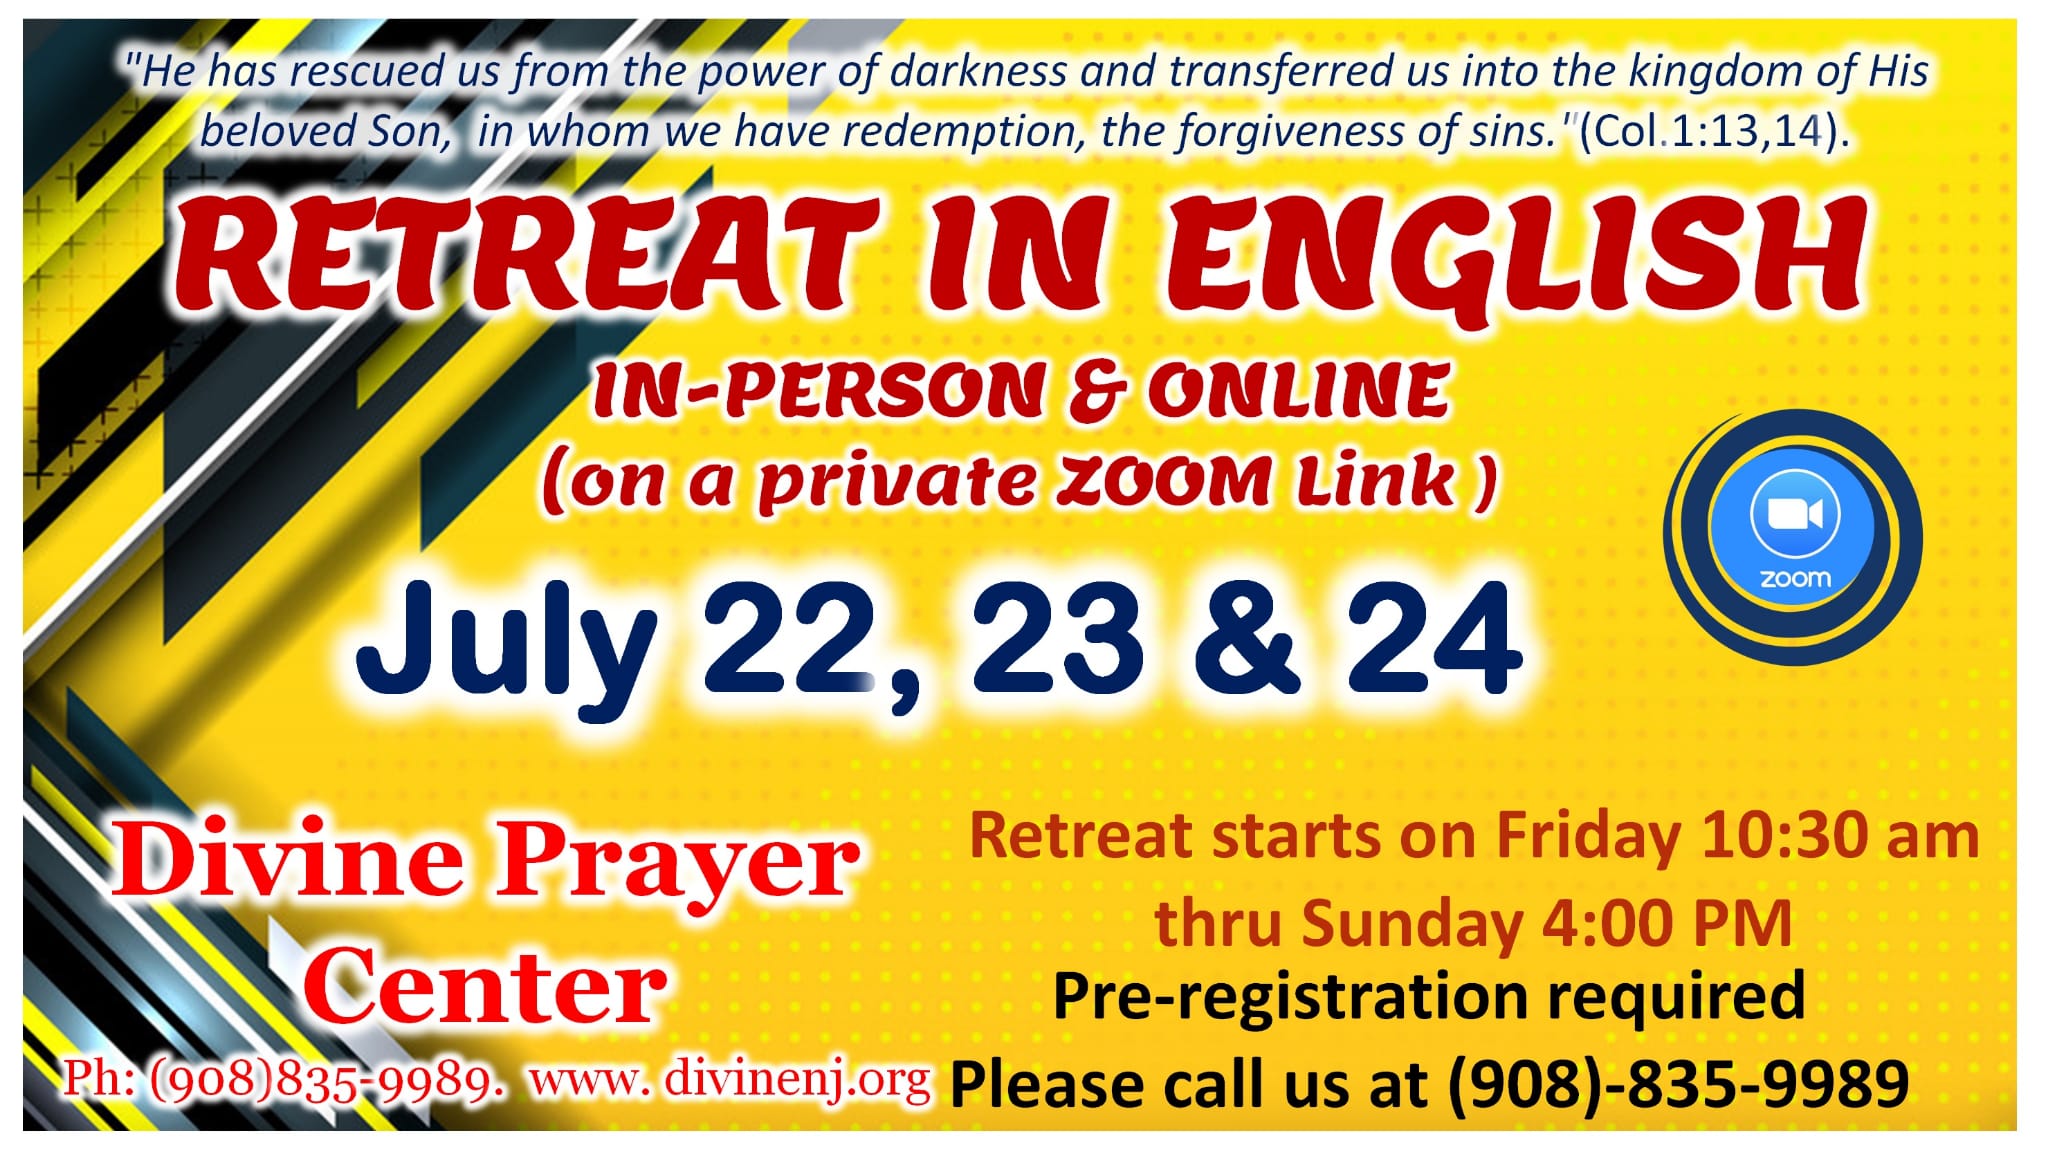 "He has rescued us from the power of darkness and transferred us into the kingdom of His
beloved Son, in whom we have redemption, the forgiveness of sins."(Col.1:13,14).
RETREAT IN ENGLISH
IN-PERSON & ONLINE
(on a private ZOOM Link )
zoom
July 22, 23 & 24
Divine Prayer
Center
Ph: (908)835-9989. www. divinenj.org
Retreat starts on Friday 10:30 am
thru Sunday 4:00 PM
Pre-registration required
Please call us at (908)-835-9989